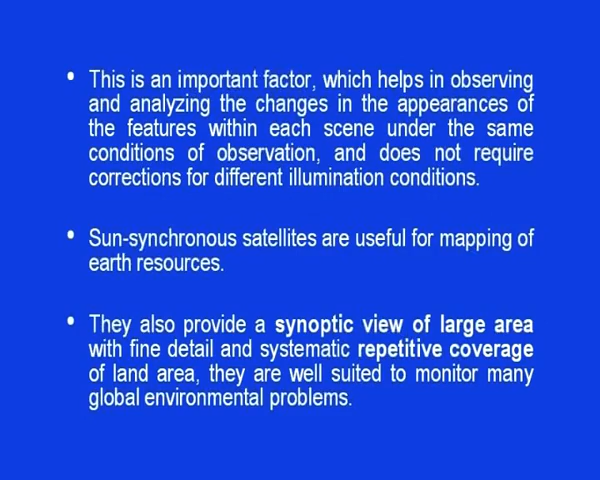 • This is an important factor, which helps in observing
and analyzing the changes in the appearances of
the features within each scene under the same
conditions of observation, and does not require
corrections for different illumination conditions.
• Sun-synchronous satellites are useful for mapping of
earth resources.
• They also provide a synoptic view of large area
with fine detail and systematic repetitive coverage
of land area, they are well suited to monitor many
global environmental problems.